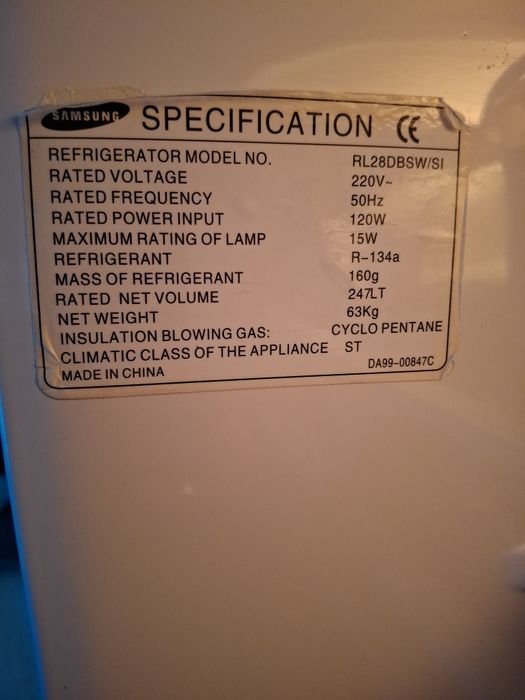 SAMSUNG SPECIFICATION CE
REFRIGERATOR MODEL NO. RL28DBSW/SI
RATED VOLTAGE 220V~
RATED FREQUENCY 50Hz
RATED POWER INPUT 120W
MAXIMUM RATING OF LAMP 15W
REFRIGERANT R-134a
MASS OF REFRIGERANT 160g
RATED NET VOLUME 247LT
NET WEIGHT 63Kg
INSULATION BLOWING GAS: CYCLO PENTANE
CLIMATIC CLASS OF THE APPLIANCE ST
MADE IN CHINA DA99-00847C